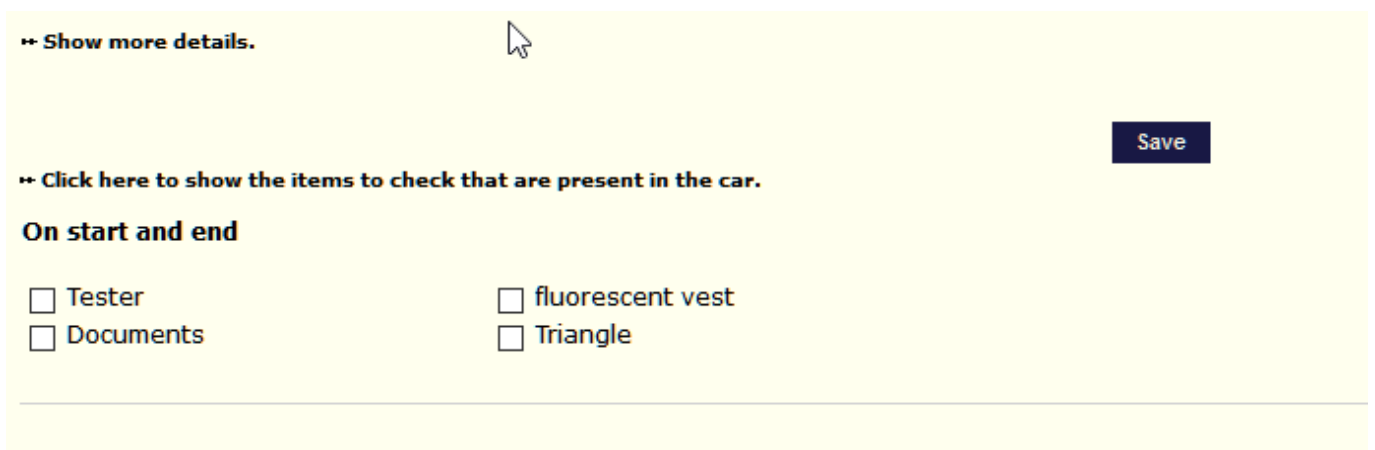 Show more details.
Save
Click here to show the items to check that are present in the car.
On start and end
Tester
fluorescent vest
Documents
Triangle